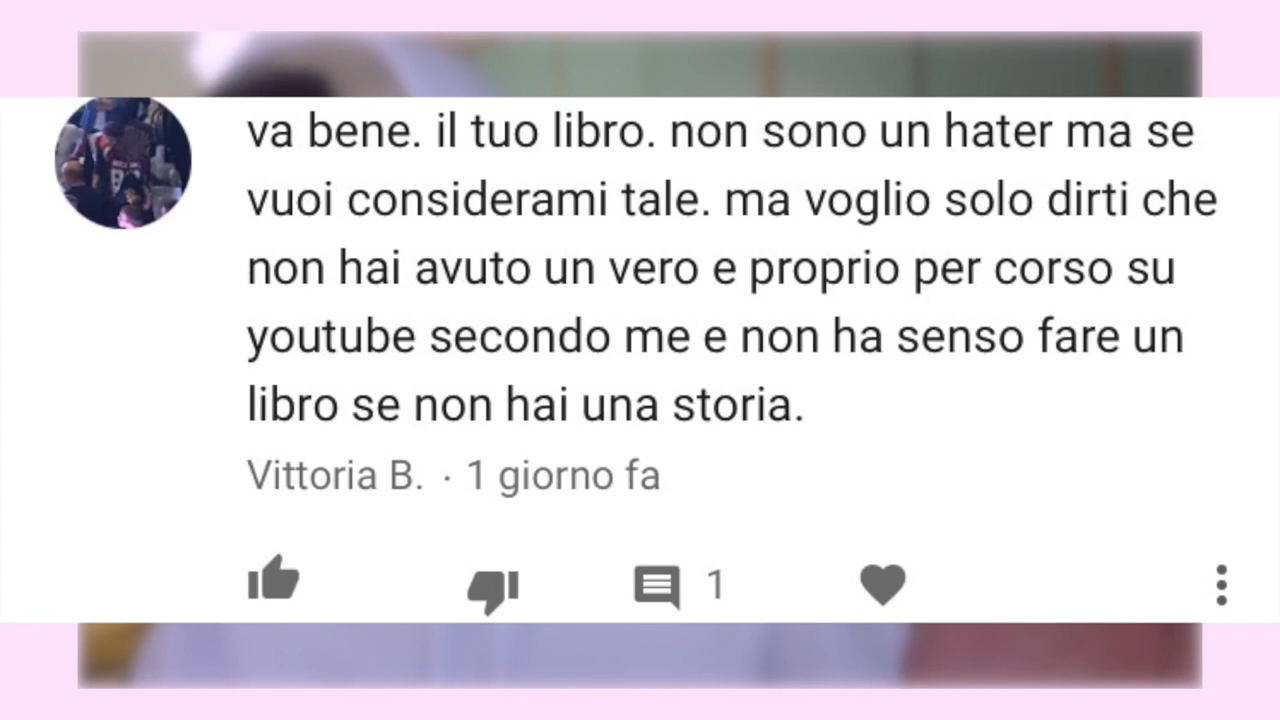 va bene. il tuo libro. non sono un hater ma se
vuoi considerami tale. ma voglio solo dirti che
non hai avuto un vero e proprio per corso su
youtube secondo me e non ha senso fare un
libro se non hai una storia.
Vittoria B. · 1 giorno fa
1